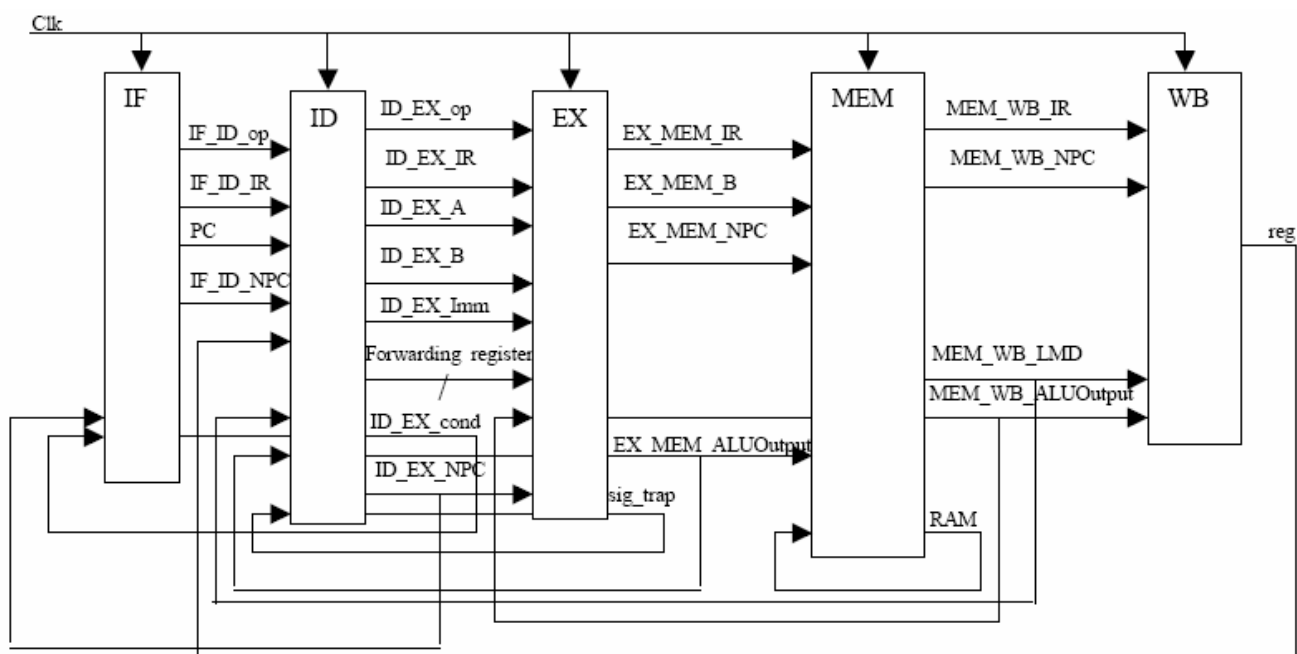 Clk
IF
ID
EX
MEM
WB
IF_ID_op
IF_ID_IR
PC
IF_ID_NPC
ID_EX_op
ID_EX_IR
ID_EX_A
ID_EX_B
ID_EX_Imm
Forwarding register
ID_EX_cond
ID_EX_NPC
EX_MEM_IR
EX_MEM_B
EX_MEM_NPC
EX_MEM_ALUOutput
sig_trap
MEM_WB_IR
MEM_WB_NPC
MEM_WB_LMD
MEM_WB_ALUOutput
RAM
reg